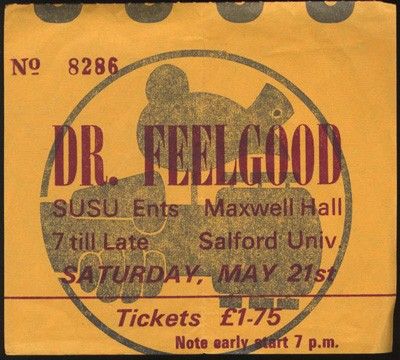 Nº 8286
DR. FEELGOOD
SUSU Ents Maxwell Hall
7 till Late Salford Univ.
SATURDAY, MAY 21st
Tickets £1-75
Note early start 7 p.m.